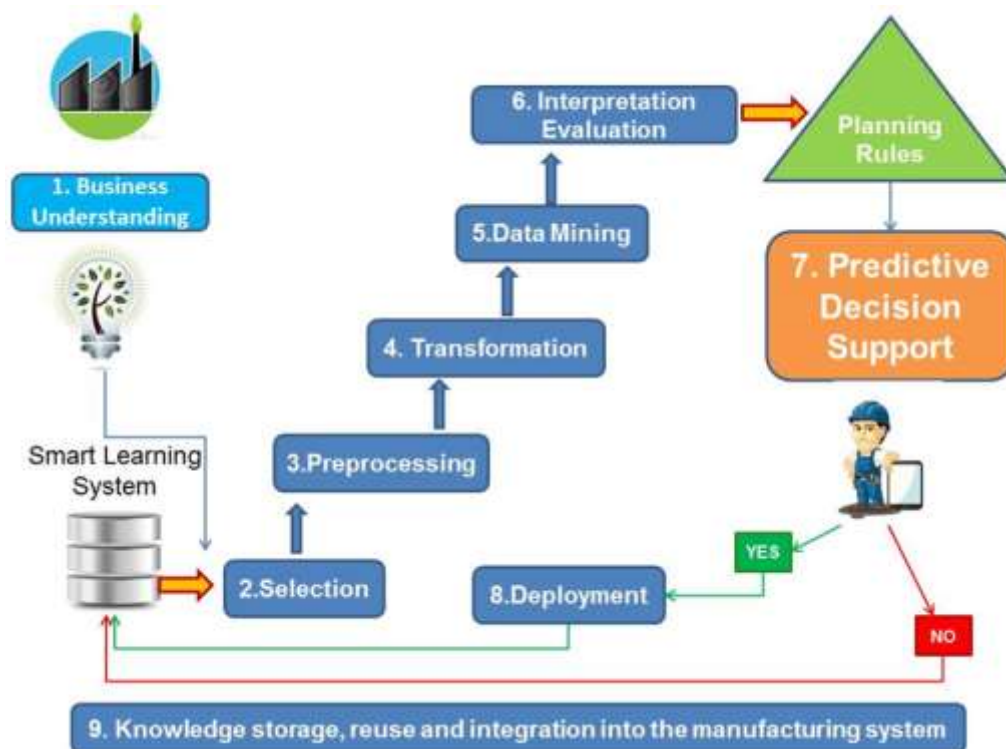 6. Interpretation
Evaluation
Planning
Rules
1. Business
Understanding
5.Data Mining
7. Predictive
Decision
Support
4. Transformation
Smart Learning
System
3.Preprocessing
YES
2.Selection
8.Deployment
NO
9. Knowledge storage, reuse and integration into the manufacturing system